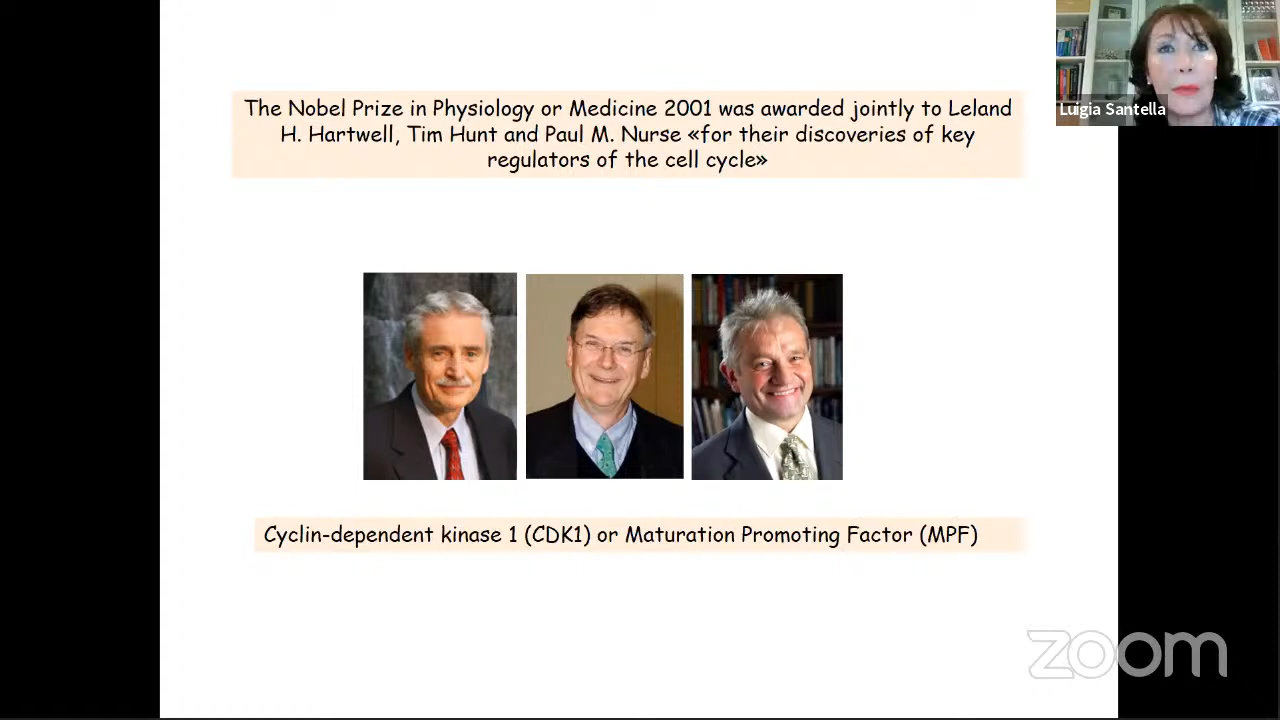 The Nobel Prize in Physiology or Medicine 2001 was awarded jointly to Leland
H. Hartwell, Tim Hunt and Paul M. Nurse «for their discoveries of key
regulators of the cell cycle»
Luigia Santella
Cyclin-dependent kinase 1 (CDK1) or Maturation Promoting Factor (MPF)
zoom